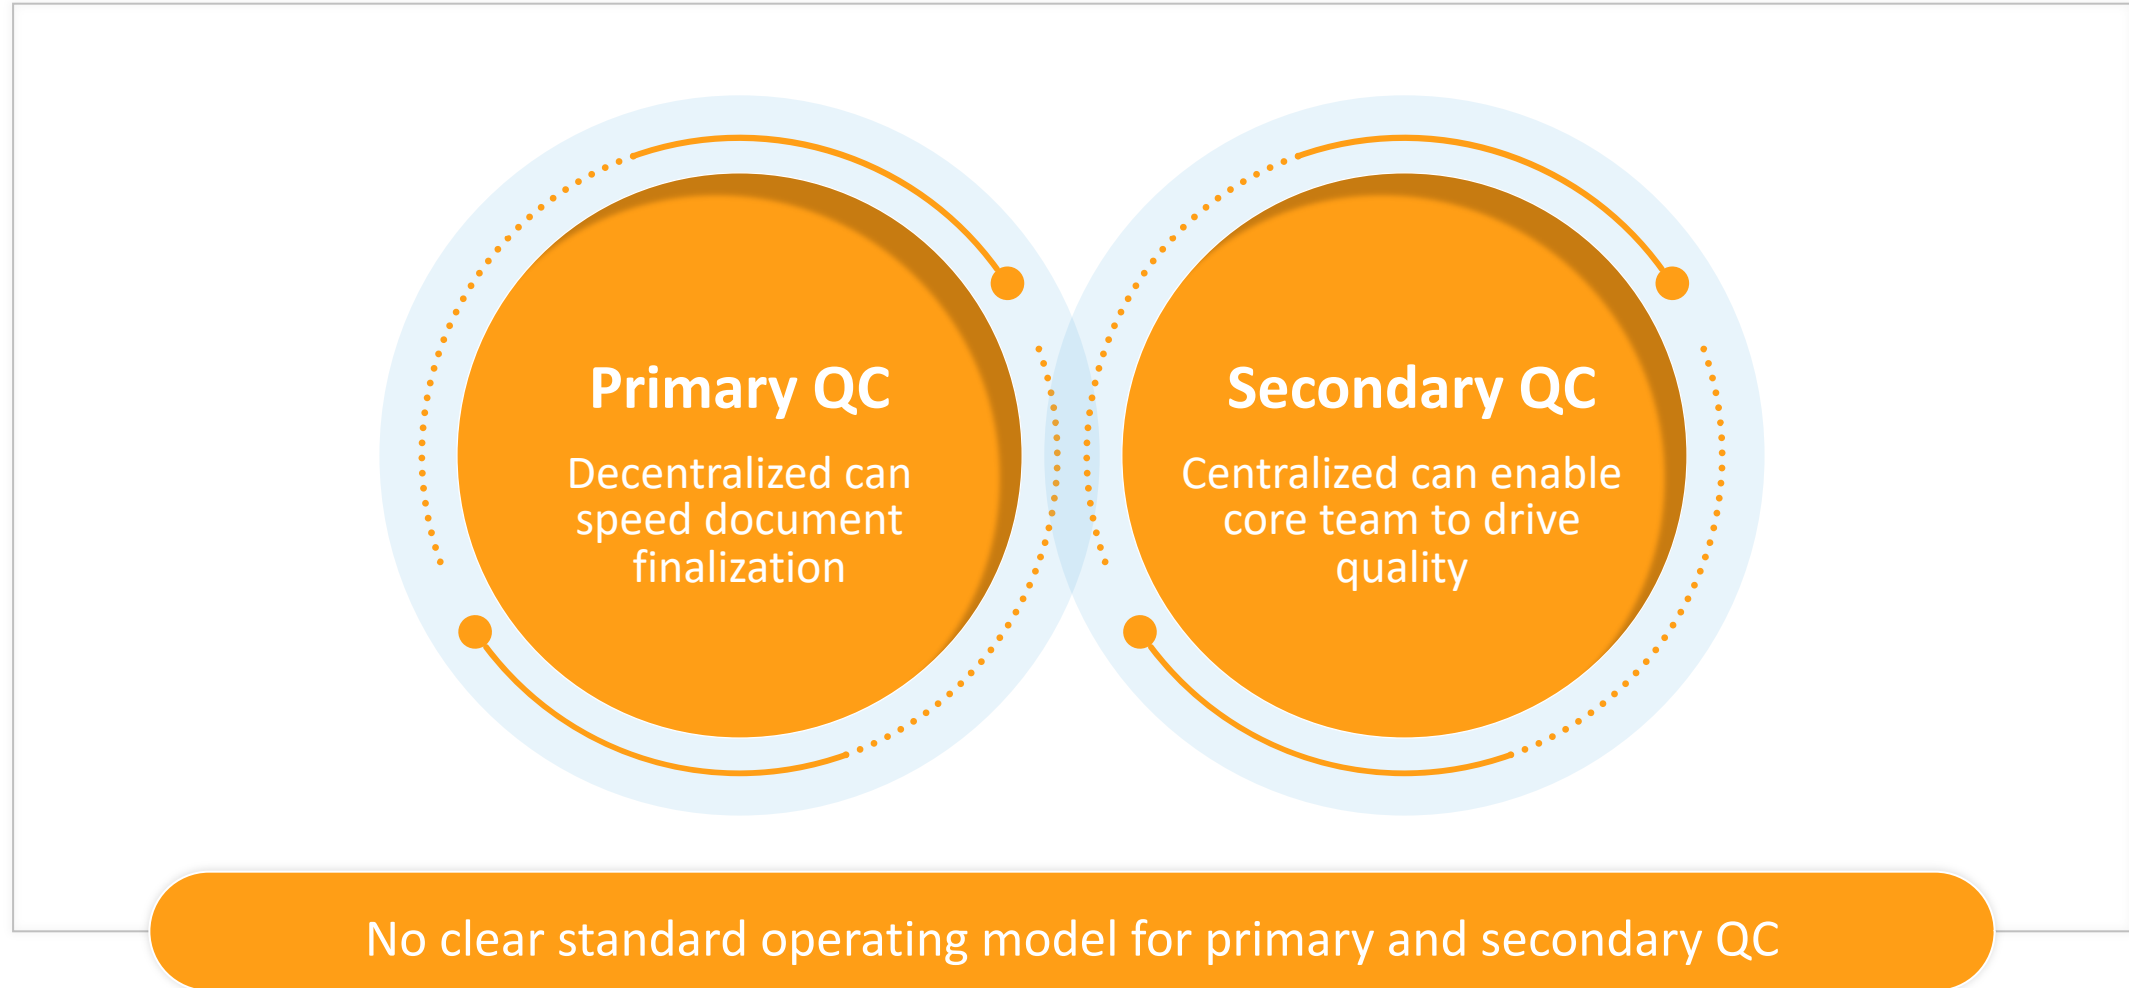 Primary QC
Decentralized can
speed document
finalization
Secondary QC
Centralized can enable
core team to drive
quality
No clear standard operating model for primary and secondary QC